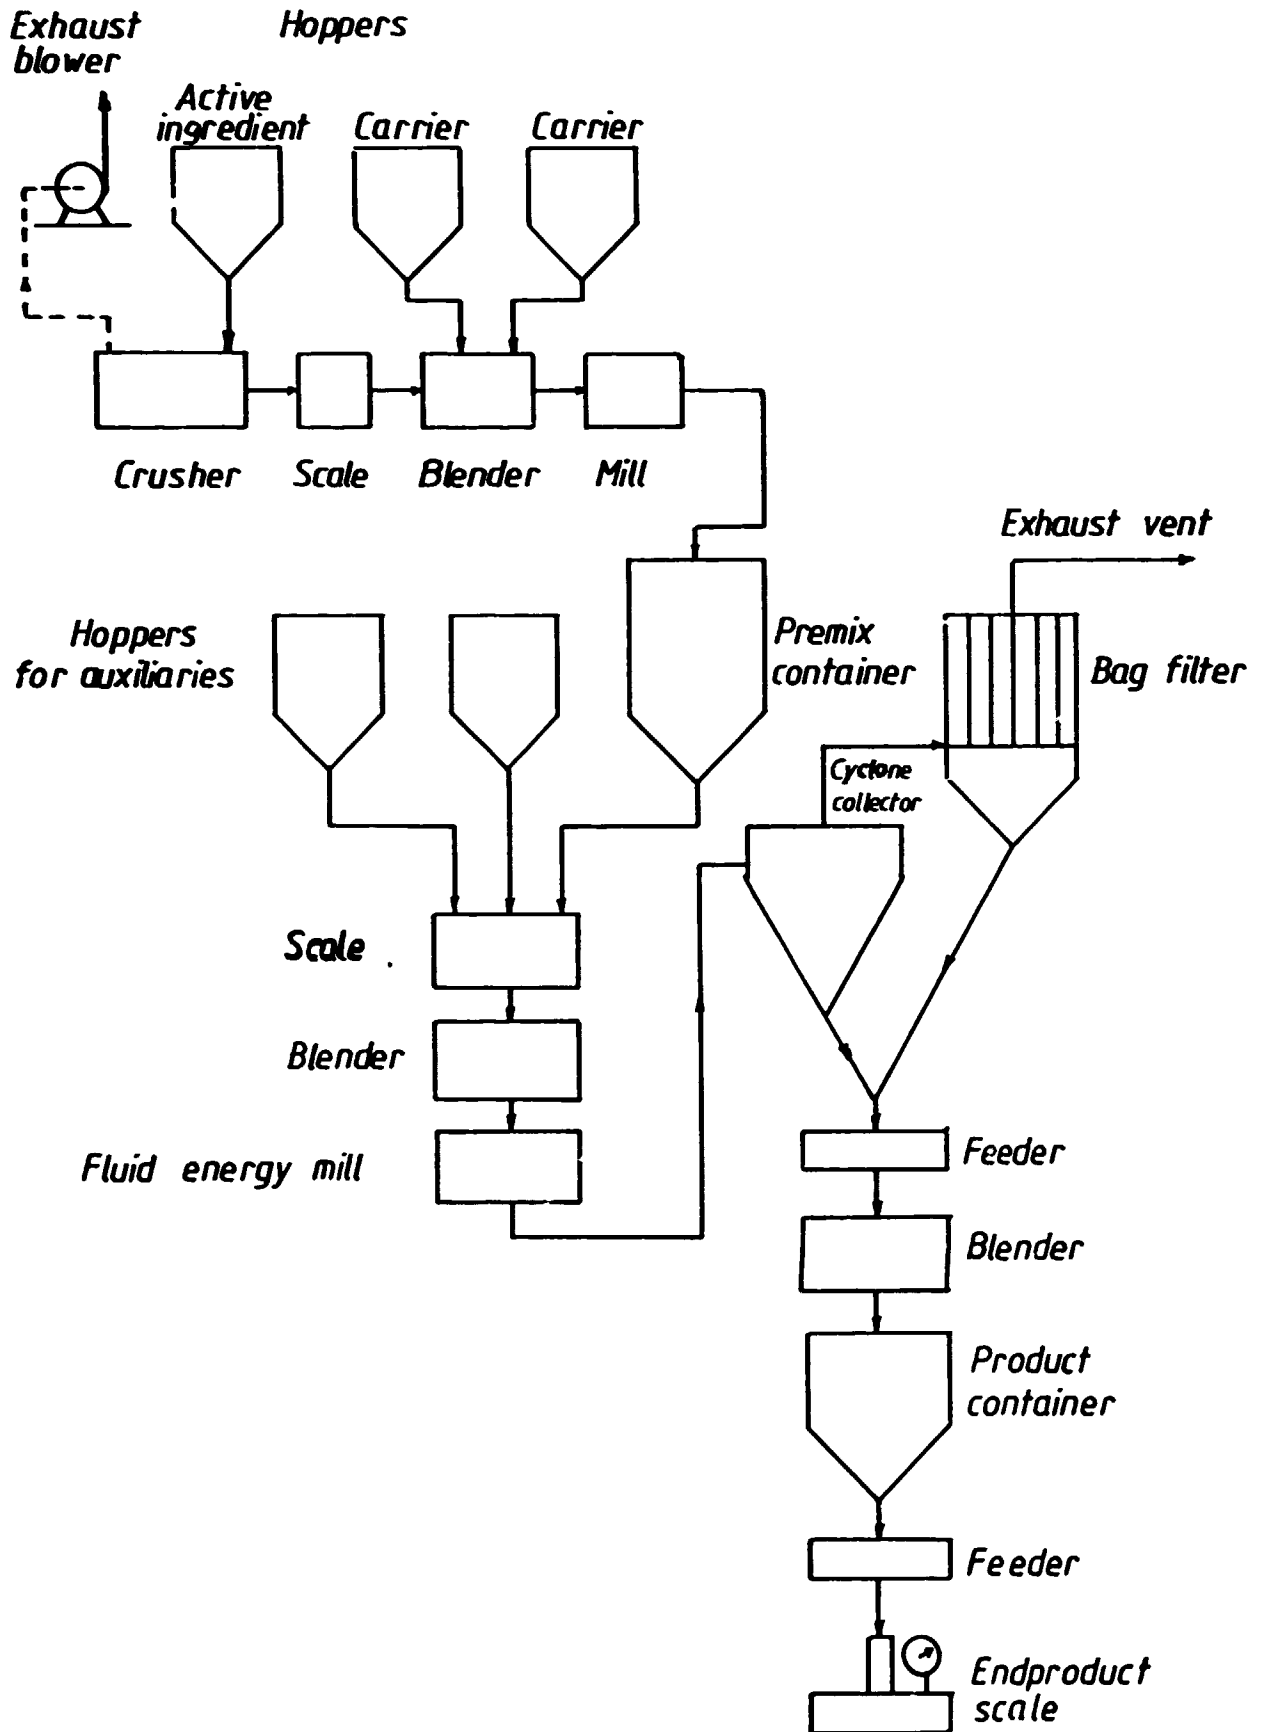 Exhaust
blower
Hoppers
Active
ingredient
Carrier
Carrier
Crusher
Scale
Blender
Mill
Exhaust vent
Hoppers
for auxiliaries
Premix
container
Bag filter
Cyclone
collector
Scale
Blender
Fluid energy mill
Feeder
Blender
Product
container
Feeder
Endproduct
scale